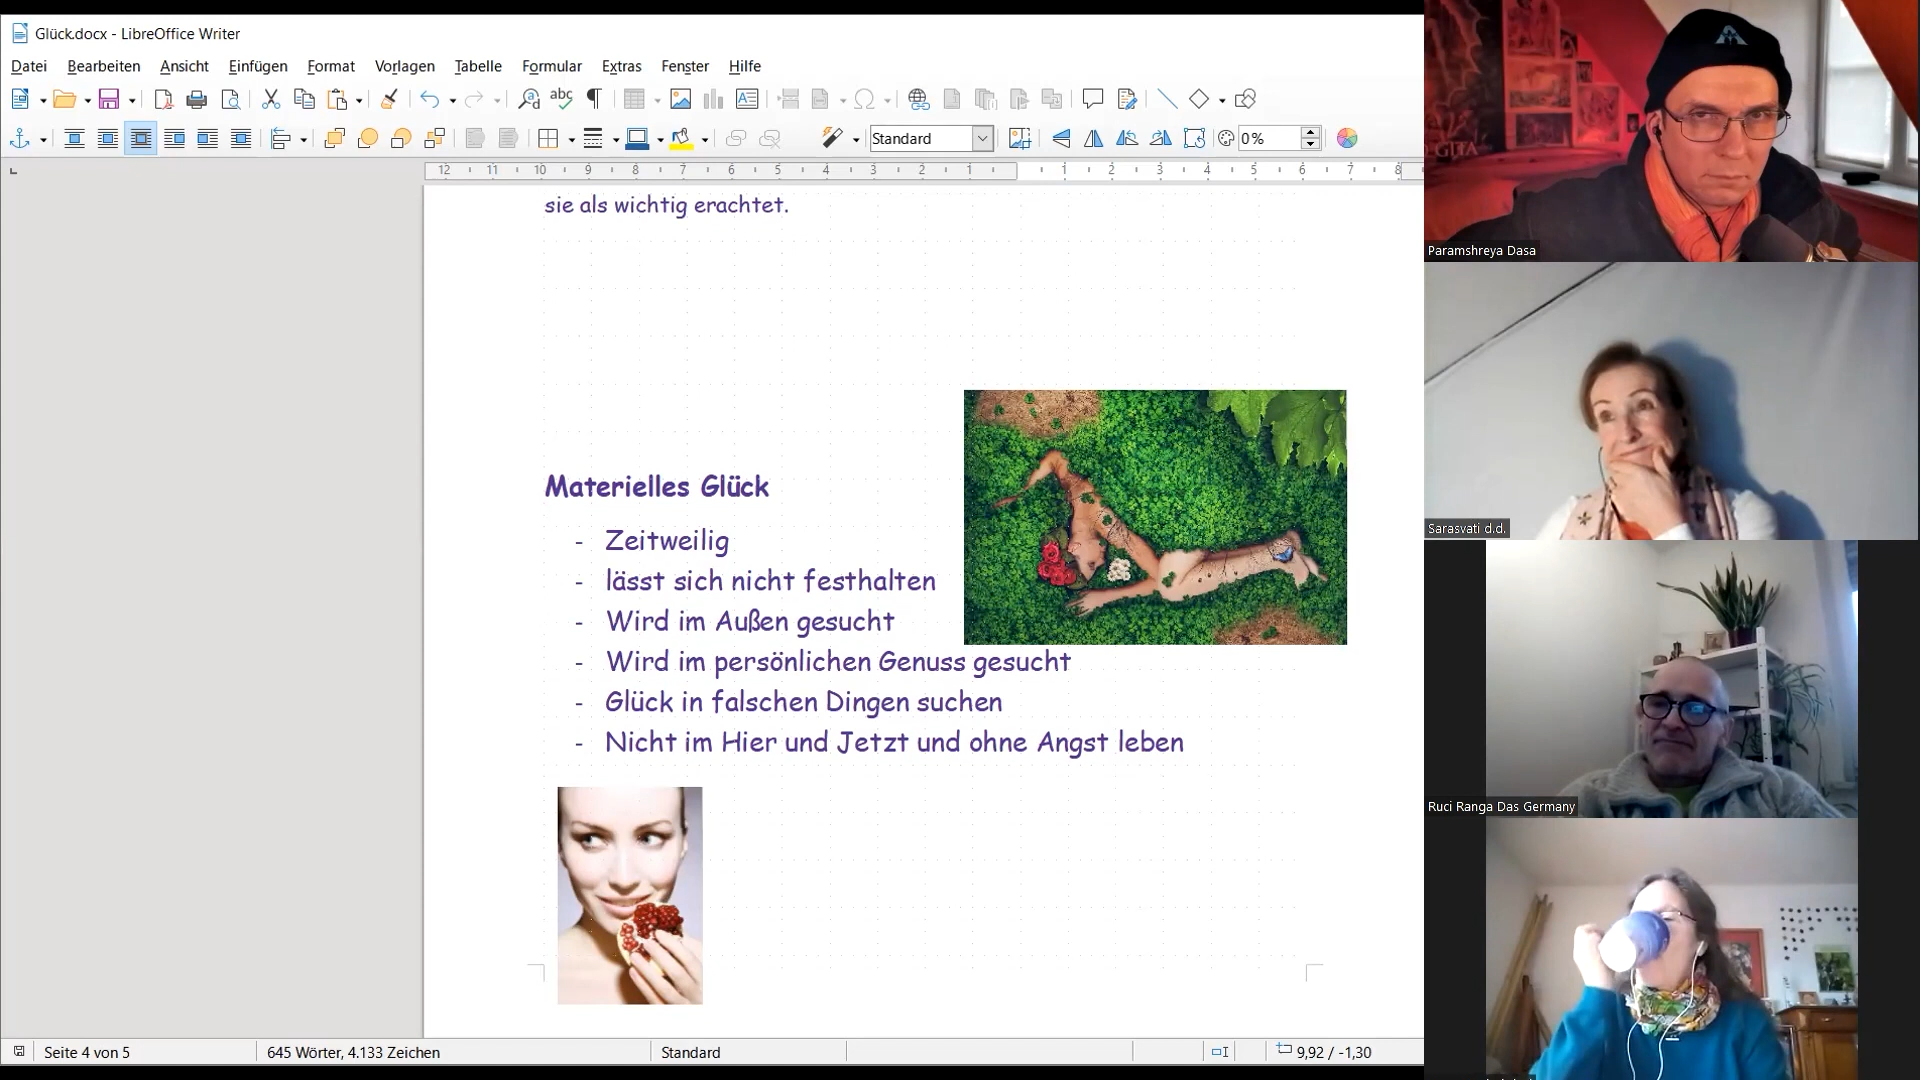 Glück.docx - LibreOffice Writer
Datei Bearbeiten Ansicht Einfügen Format Vorlagen Tabelle Formular Extras Fenster Hilfe
Standard
0%
12 11 10 9 8 7 6 5 4 3 2 1 1 2 3 4 5 6 7 8
sie als wichtig erachtet.
Materielles Glück
- Zeitweilig
- lässt sich nicht festhalten
- Wird im Außen gesucht
- Wird im persönlichen Genuss gesucht
- Glück in falschen Dingen suchen
- Nicht im Hier und Jetzt und ohne Angst leben
Seite 4 von 5
645 Wörter, 4.133 Zeichen
Standard
9,92 / -1,30
Paramshreya Dasa
Sarasvati d.d.
Ruci Ranga Das Germany